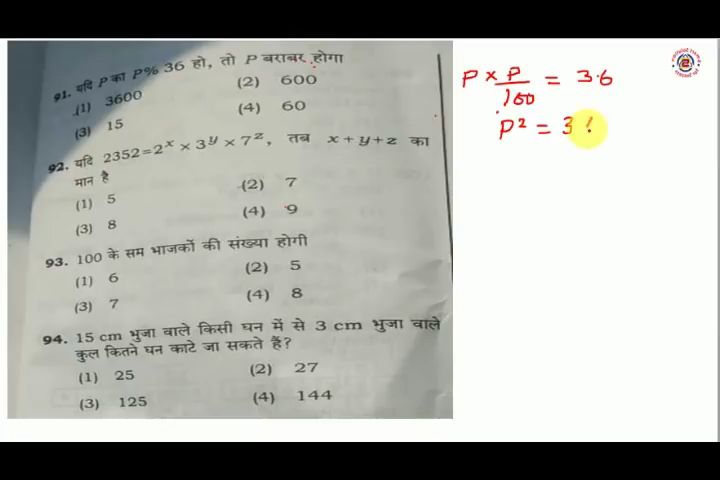 91. यदि P का P% 36 हो, तो P बराबर होगा
(1) 3600 (2) 600
(3) 15 (4) 60
92. यदि 2352=2ˣ × 3ʸ × 7ᶻ, तब x+y+z का
मान है
(1) 5 (2) 7
(3) 8 (4) 9
93. 100 के सम भाजकों की संख्या होगी
(1) 6 (2) 5
(3) 7 (4) 8
94. 15 cm भुजा वाले किसी घन में से 3 cm भुजा वाले
कुल कितने घन काटे जा सकते हैं?
(1) 25 (2) 27
(3) 125 (4) 144
P × P/100 = 36
P² = 3